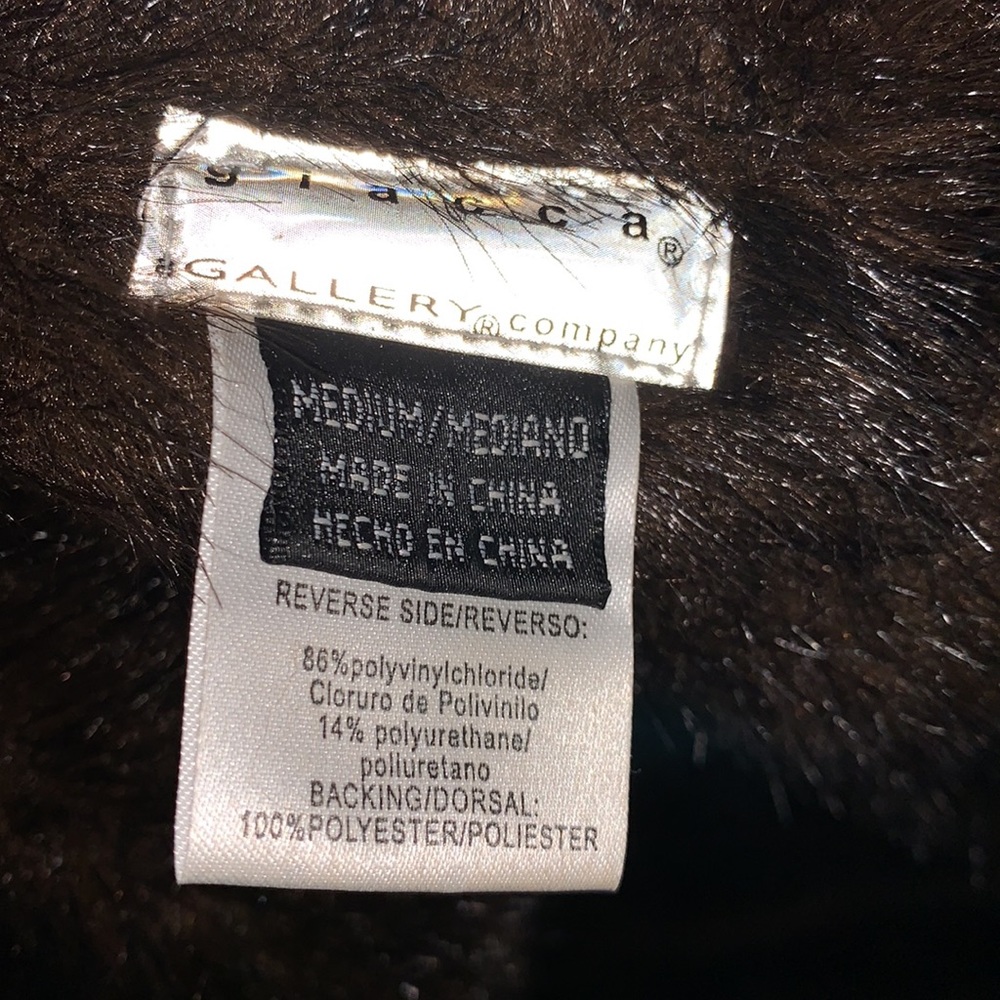 giacca®
a GALLERY® company
MEDIUM/MEDIANO
MADE IN CHINA
HECHO EN CHINA
REVERSE SIDE/REVERSO:
86%polyvinylchloride/
Cloruro de Polivinilo
14% polyurethane/
poliuretano
BACKING/DORSAL:
100%POLYESTER/POLIESTER